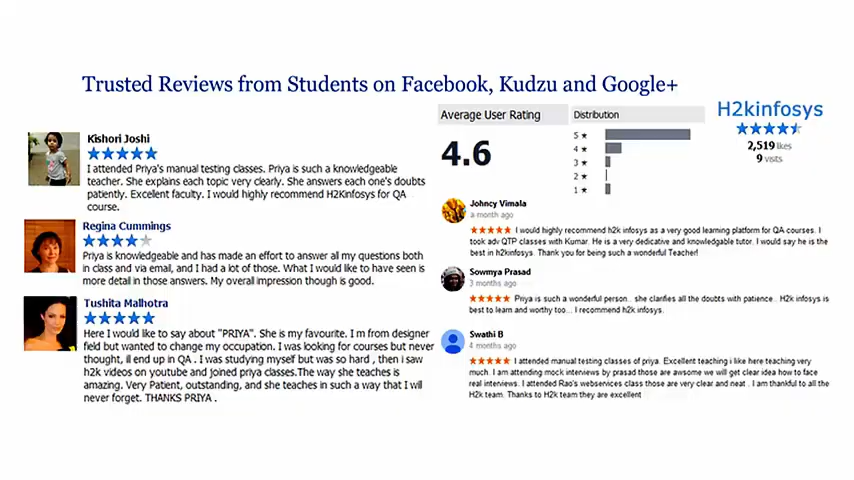 Trusted Reviews from Students on Facebook, Kudzu and Google+
Kishori Joshi
I attended Priya's manual testing classes. Priya is such a knowledgeable
teacher. She explains each topic very clearly. She answers each one's doubts
patiently. Excellent faculty. I would highly recommend H2Kinfosys for QA
course.
Regina Cummings
Priya is knowledgeable and has made an effort to answer all my questions both
in class and via email, and I had a lot of those. What I would like to have seen is
more detail in those answers. My overall impression though is good.
Tushita Malhotra
Here I would like to say about "PRIYA". She is my favourite. I m from designer
field but wanted to change my occupation. I was looking for courses but never
thought, ill end up in QA . I was studying myself but was so hard , then i saw
h2k videos on youtube and joined priya classes.The way she teaches is
amazing. Very Patient, outstanding, and she teaches in such a way that I will
never forget. THANKS PRIYA .
Average User Rating
4.6
Distribution
5 ★
4 ★
3 ★
2 ★
1 ★
H2kinfosys
2,519 likes
9 visits
Johncy Vimala
a month ago
★★★★★ I would highly recommend h2k infosys as a very good learning platform for QA courses. I
took adv QTP classes with Kumar. He is a very dedicative and knowledgable tutor. I would say he is the
best in h2kinfosys. Thank you for being such a wonderful Teacher!
Sowmya Prasad
3 months ago
★★★★★ Priya is such a wonderful person.. she clarifies all the doubts with patience.. H2k infosys is
best to learn and worthy too... I recommend h2k infosys.
Swathi B
4 months ago
★★★★★ I attended manual testing classes of priya. Excellent teaching i like here teaching very
much. I am attending mock interviews by prasad those are awsome we will get clear idea how to face
real interviews. I attended Rao's webservices class those are very clear and neat . I am thankful to all the
H2k team. Thanks to H2k team they are excellent